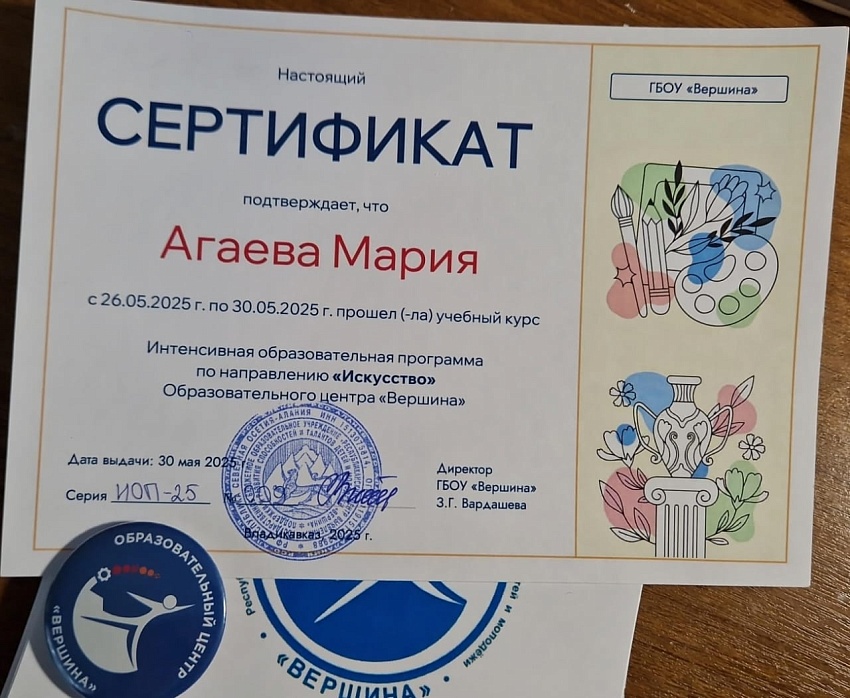 Настоящий
СЕРТИФИКАТ
подтверждает, что
Агаева Мария
с 26.05.2025 г. по 30.05.2025 г. прошел (-ла) учебный курс
Интенсивная образовательная программа
по направлению «Искусство»
Образовательного центра «Вершина»
Дата выдачи: 30 мая 2025
Серия ИОП-25
Директор
ГБОУ «Вершина»
З.Г. Вардашева
Владикавказ, 2025 г.
ГБОУ «Вершина»
ОБРАЗОВАТЕЛЬНЫЙ ЦЕНТР
«ВЕРШИНА»
и молодёжи
«ВЕРШИНА»